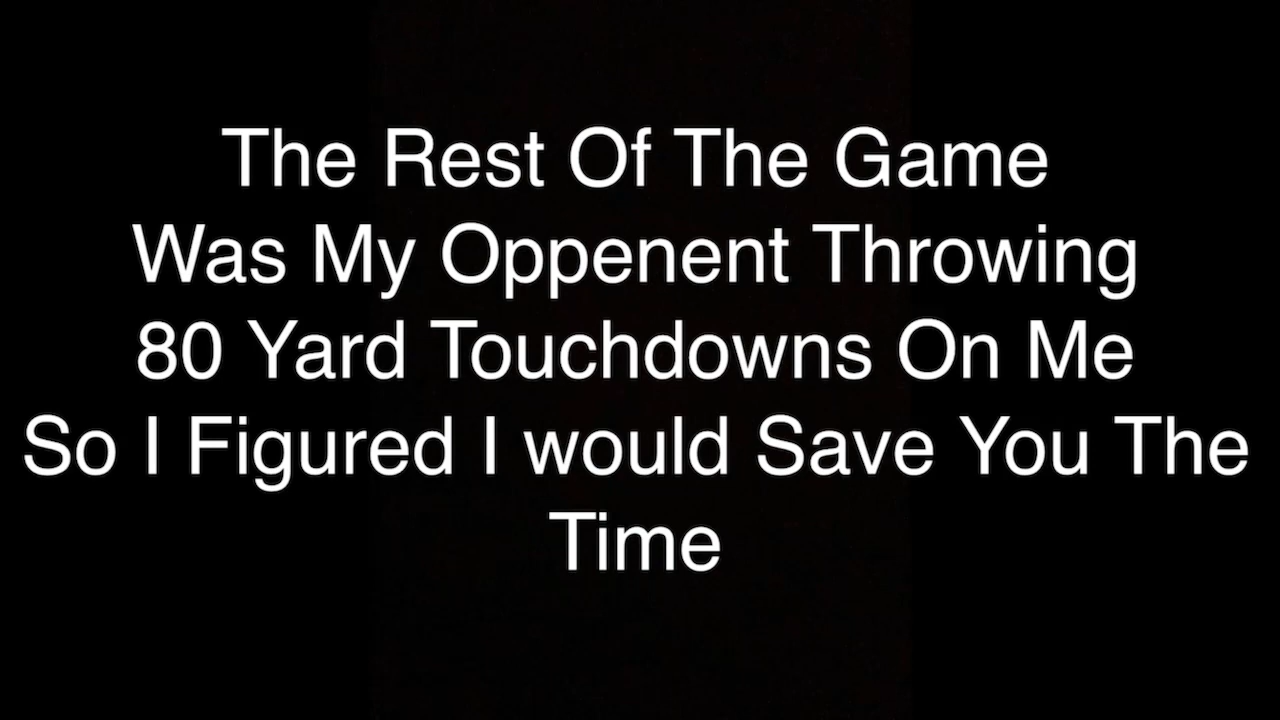 The Rest Of The Game
Was My Oppenent Throwing
80 Yard Touchdowns On Me
So I Figured I would Save You The
Time